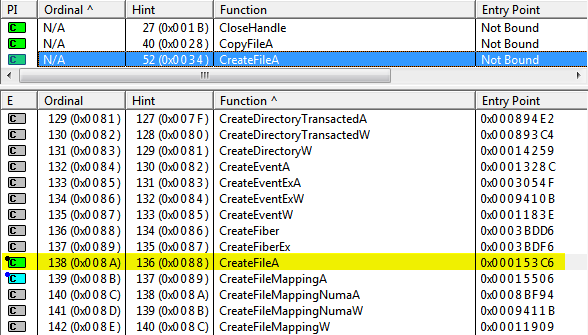 PI Ordinal ^ Hint Function Entry Point
C N/A 27 (0x001B) CloseHandle Not Bound
C N/A 40 (0x0028) CopyFileA Not Bound
C N/A 52 (0x0034) CreateFileA Not Bound
E Ordinal Hint Function ^ Entry Point
C 129 (0x0081) 127 (0x007F) CreateDirectoryTransactedA 0x000894E2
C 130 (0x0082) 128 (0x0080) CreateDirectoryTransactedW 0x000893C4
C 131 (0x0083) 129 (0x0081) CreateDirectoryW 0x00014259
C 132 (0x0084) 130 (0x0082) CreateEventA 0x0001328C
C 133 (0x0085) 131 (0x0083) CreateEventExA 0x0003054F
C 134 (0x0086) 132 (0x0084) CreateEventExW 0x0009410B
C 135 (0x0087) 133 (0x0085) CreateEventW 0x0001183E
C 136 (0x0088) 134 (0x0086) CreateFiber 0x0003BDD6
C 137 (0x0089) 135 (0x0087) CreateFiberEx 0x0003BDF6
C 138 (0x008A) 136 (0x0088) CreateFileA 0x000153C6
C 139 (0x008B) 137 (0x0089) CreateFileMappingA 0x00015506
C 140 (0x008C) 138 (0x008A) CreateFileMappingNumaA 0x0008BF94
C 141 (0x008D) 139 (0x008B) CreateFileMappingNumaW 0x0009411B
C 142 (0x008E) 140 (0x008C) CreateFileMappingW 0x00011909